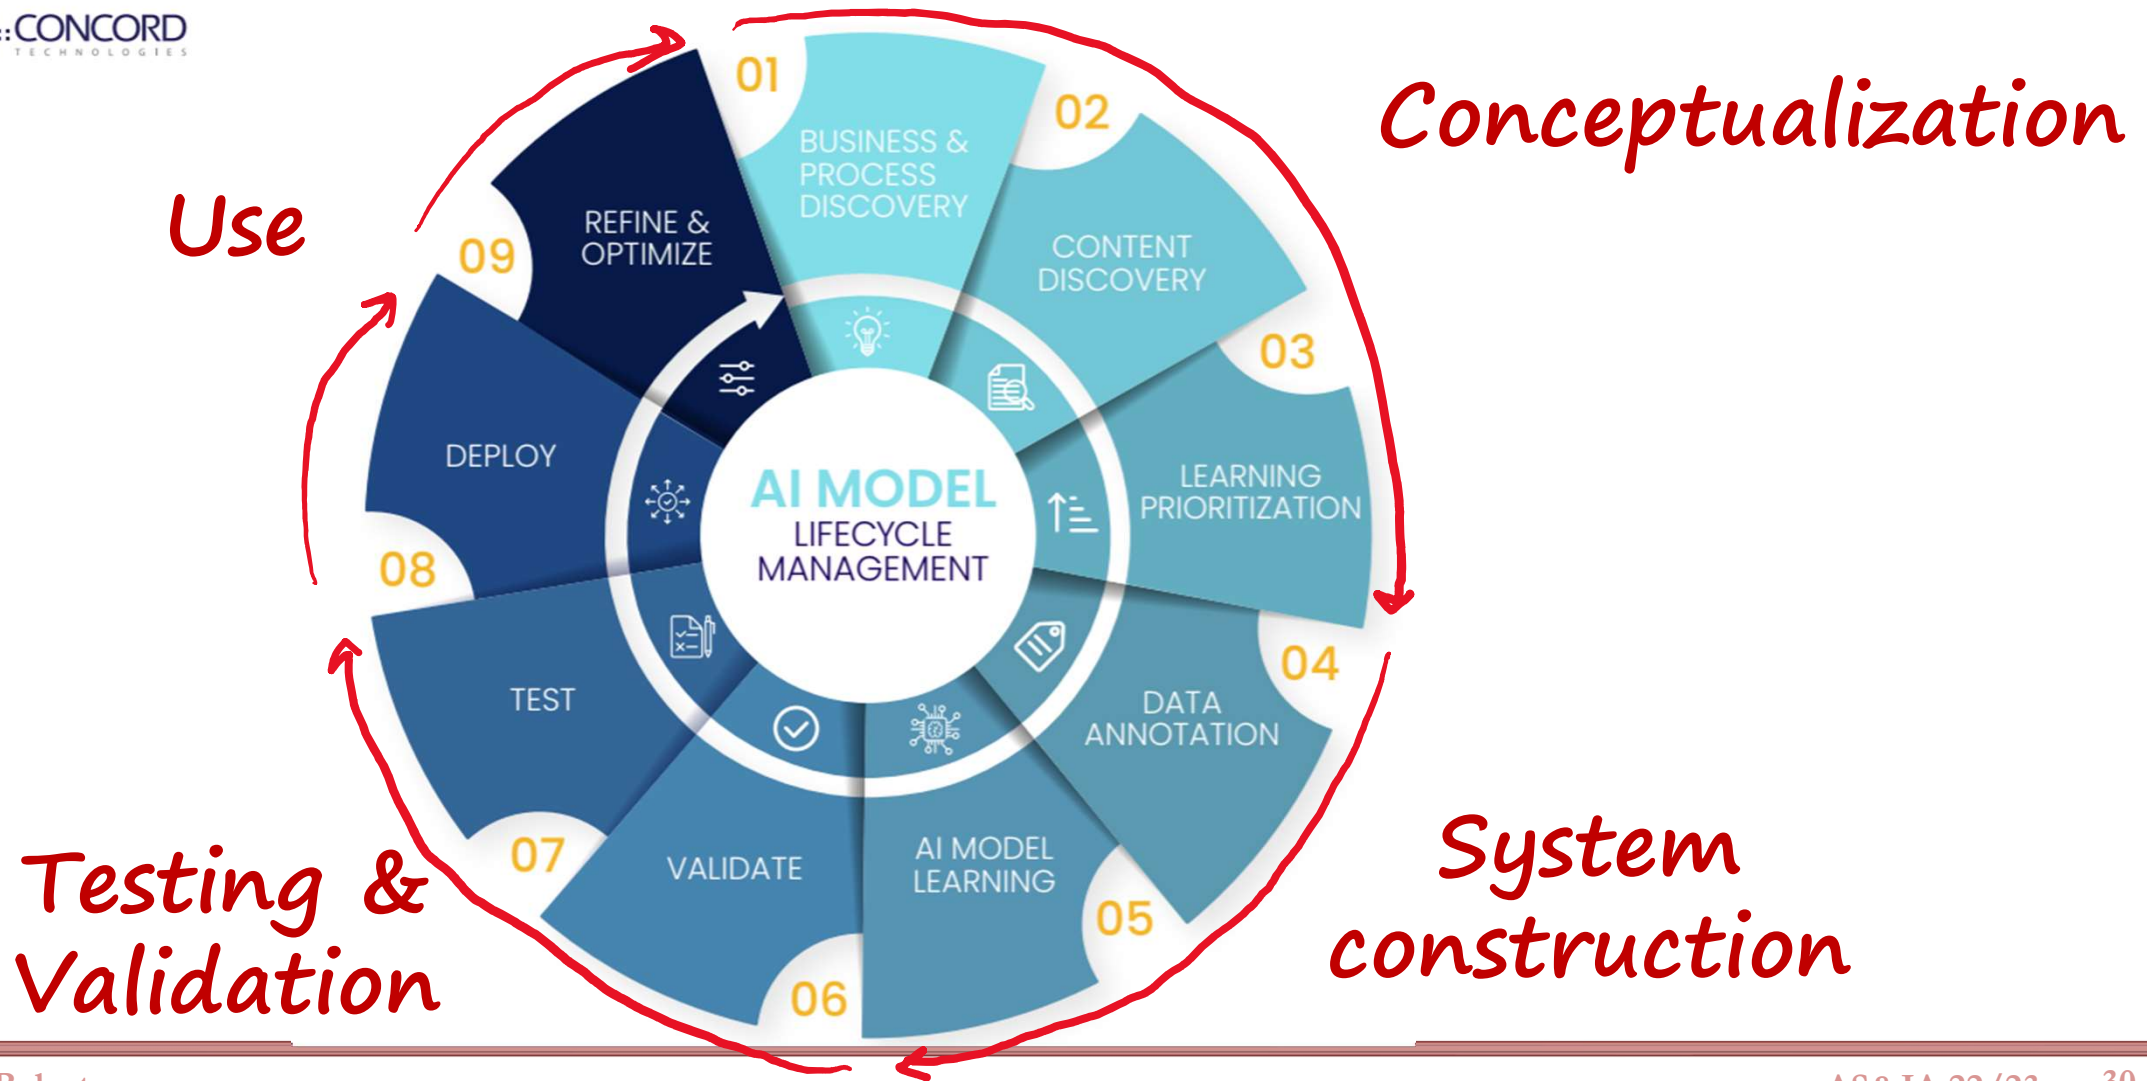 ::CONCORD
TECHNOLOGIES
Conceptualization
Use
01
BUSINESS &
PROCESS
DISCOVERY
02
CONTENT
DISCOVERY
03
LEARNING
PRIORITIZATION
04
DATA
ANNOTATION
05
AI MODEL
LEARNING
06
VALIDATE
07
TEST
08
DEPLOY
09
REFINE &
OPTIMIZE
AI MODEL
LIFECYCLE
MANAGEMENT
System
construction
Testing &
Validation